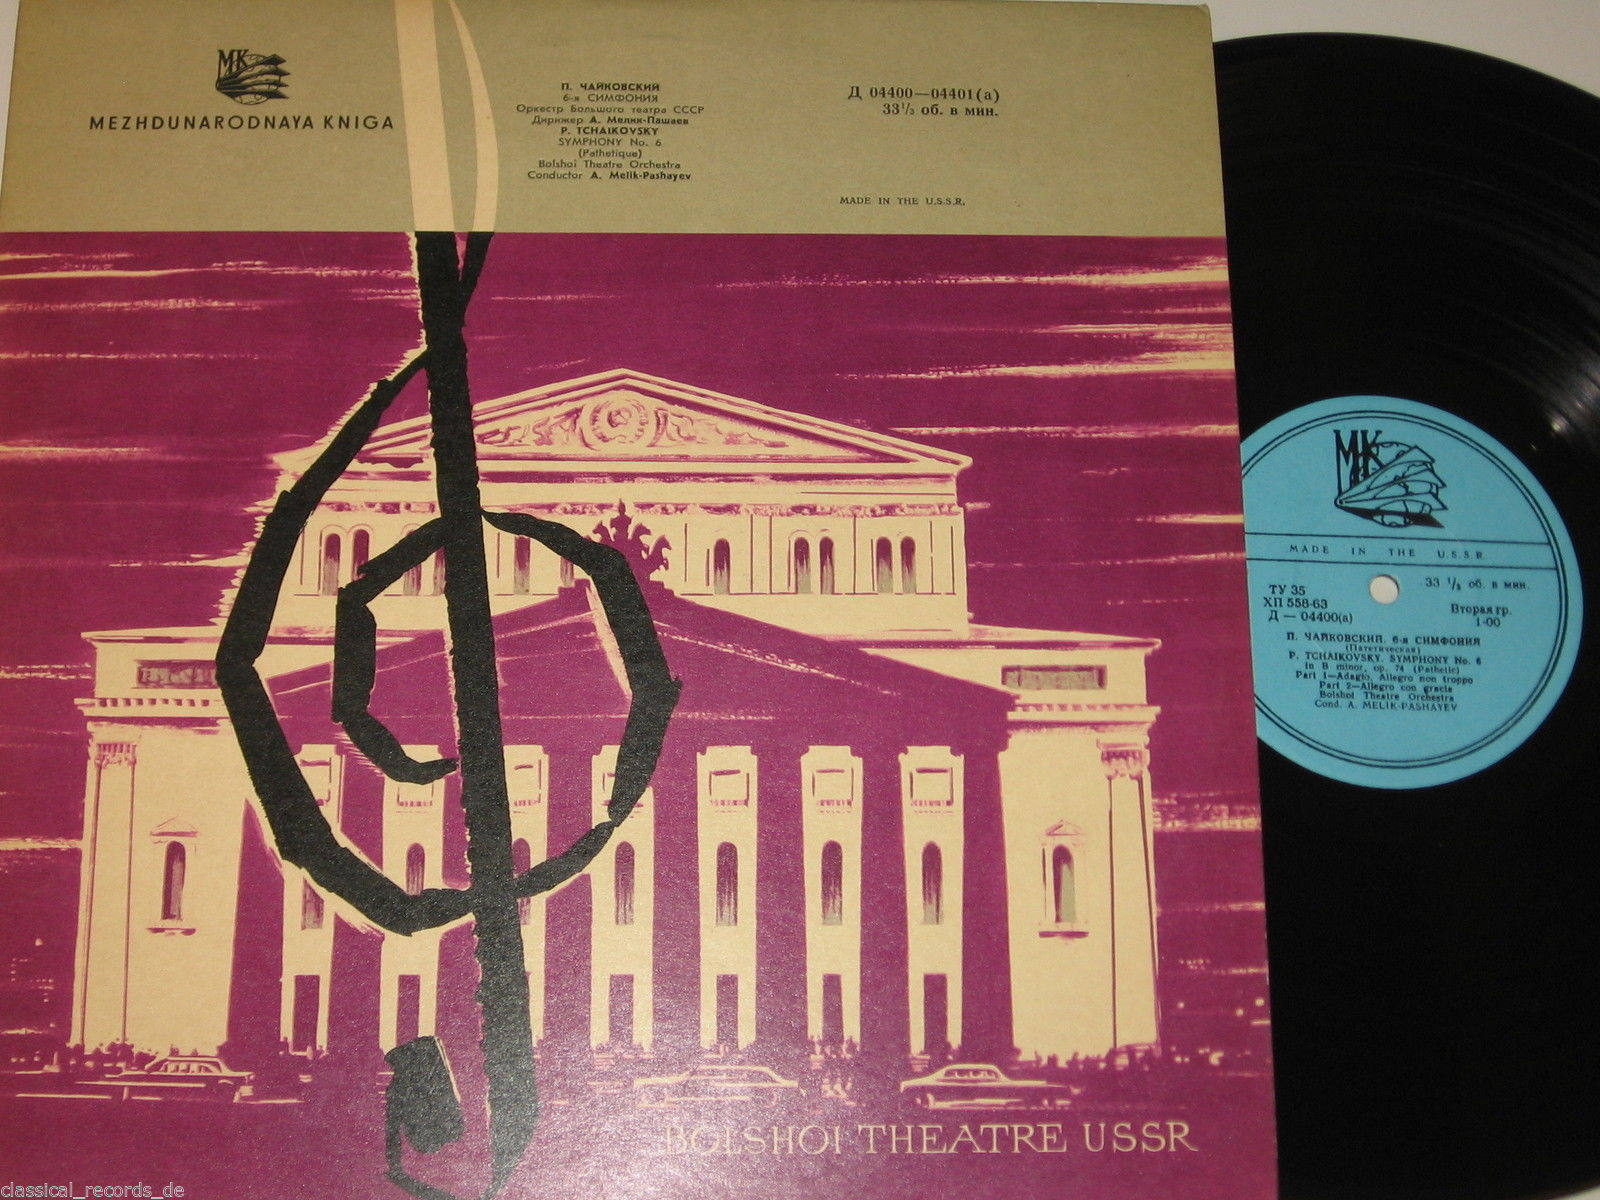 MK
MEZHDUNARODNAYA KNIGA
П. ЧАЙКОВСКИЙ
6-я СИМФОНИЯ
Оркестр Большого театра СССР
Дирижер А. Мелик-Пашаев
P. TCHAIKOVSKY
SYMPHONY No. 6
(Pathetique)
Bolshoi Theatre Orchestra
Conductor A. Melik-Pashayev
Д 04400—04401(а)
33⅓ об. в мин.
MADE IN THE U.S.S.R.
BOLSHOI THEATRE USSR
MK
MADE IN THE U.S.S.R.
33 ⅓ об. в мин.
ТУ 35
ХП 558-63
Д — 04400(а)
Вторая гр.
1-00
П. ЧАЙКОВСКИЙ. 6-я СИМФОНИЯ
(Патетическая)
P. TCHAIKOVSKY. SYMPHONY No. 6
in B minor, op. 74 (Pathetic)
Part 1—Adagio, Allegro non troppo
Part 2—Allegro con gracia
Bolshoi Theatre Orchestra
Cond. A. MELIK-PASHAYEV
classical_records_de